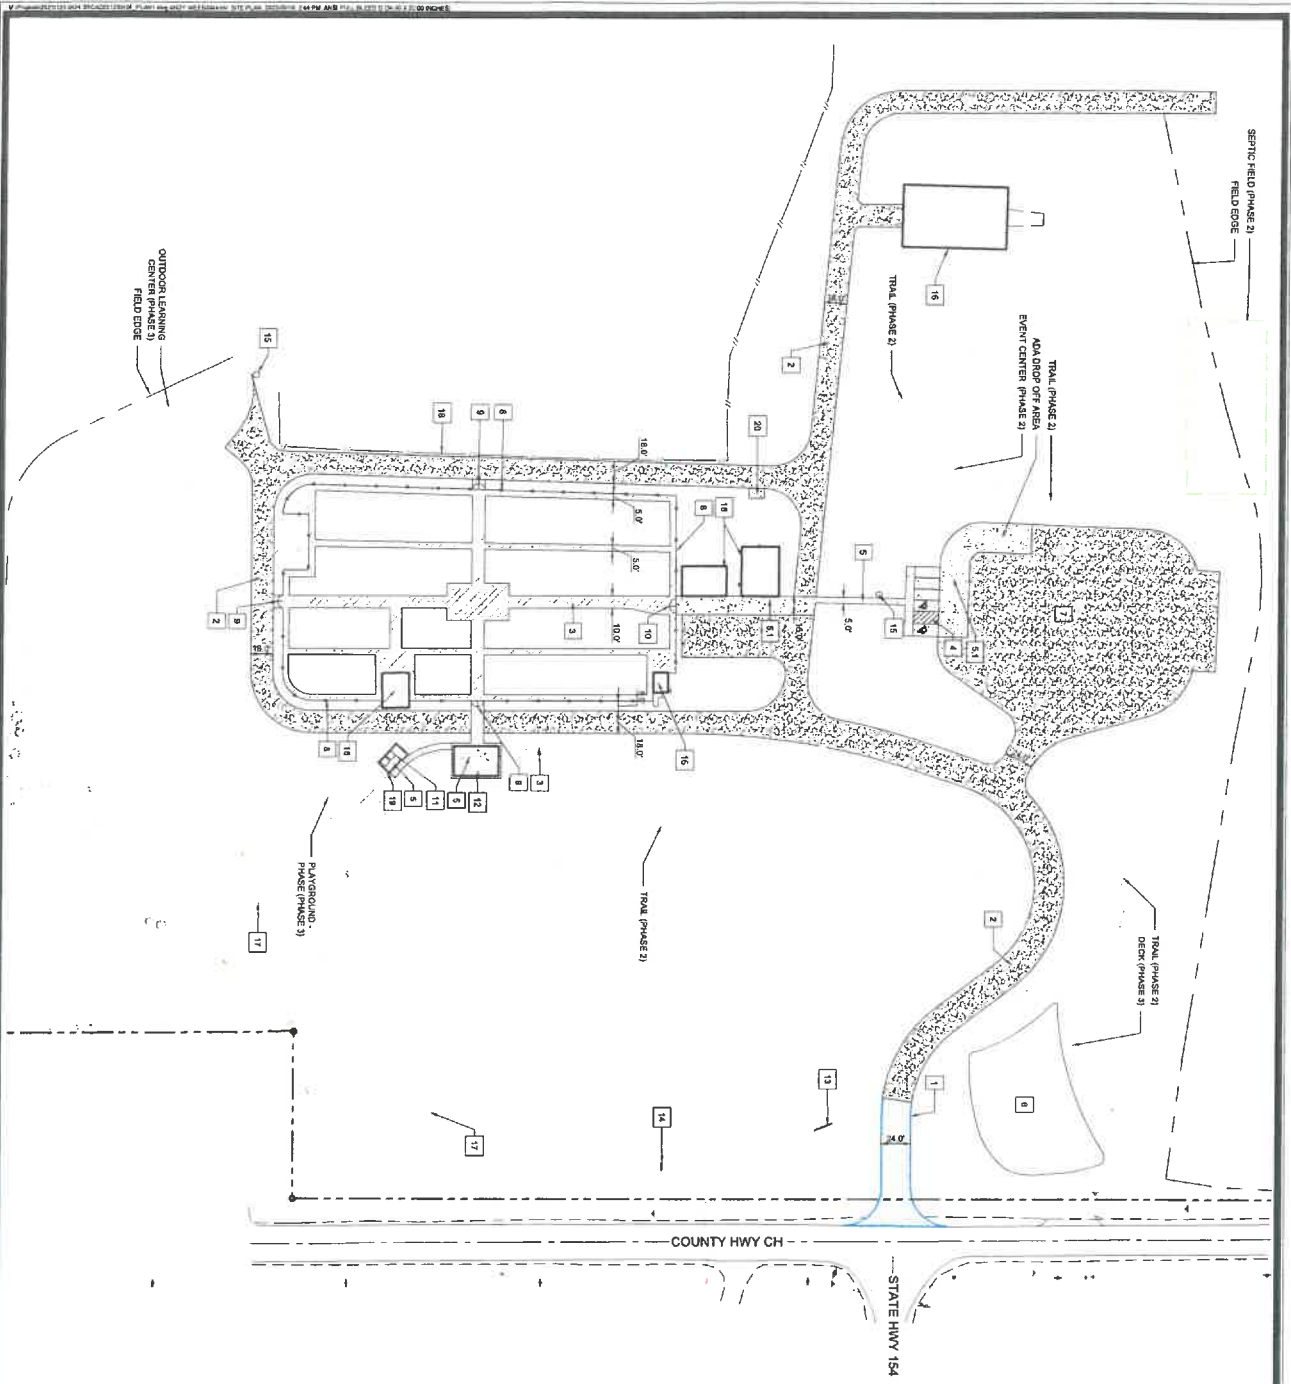 SEPTIC FIELD (PHASE 2)
FIELD EDGE
16
TRAIL (PHASE 2)
TRAIL (PHASE 2)
ADA DROP OFF AREA
EVENT CENTER (PHASE 2)
OUTDOOR LEARNING
CENTER (PHASE 3)
FIELD EDGE
15
2
18
9
8
20
18.0'
5.0'
5.0'
8
16
5
7
5.0'
15
4
5.1
5.1
16.0'
10
10.0'
3
2
9
8
16
18.0'
16
19
5
11
5
12
9
3
PLAYGROUND -
PHASE (PHASE 3)
TRAIL (PHASE 2)
TRAIL (PHASE 2)
DECK (PHASE 3)
2
17
13
1
6
14
17
24.0'
COUNTY HWY CH
STATE HWY 154